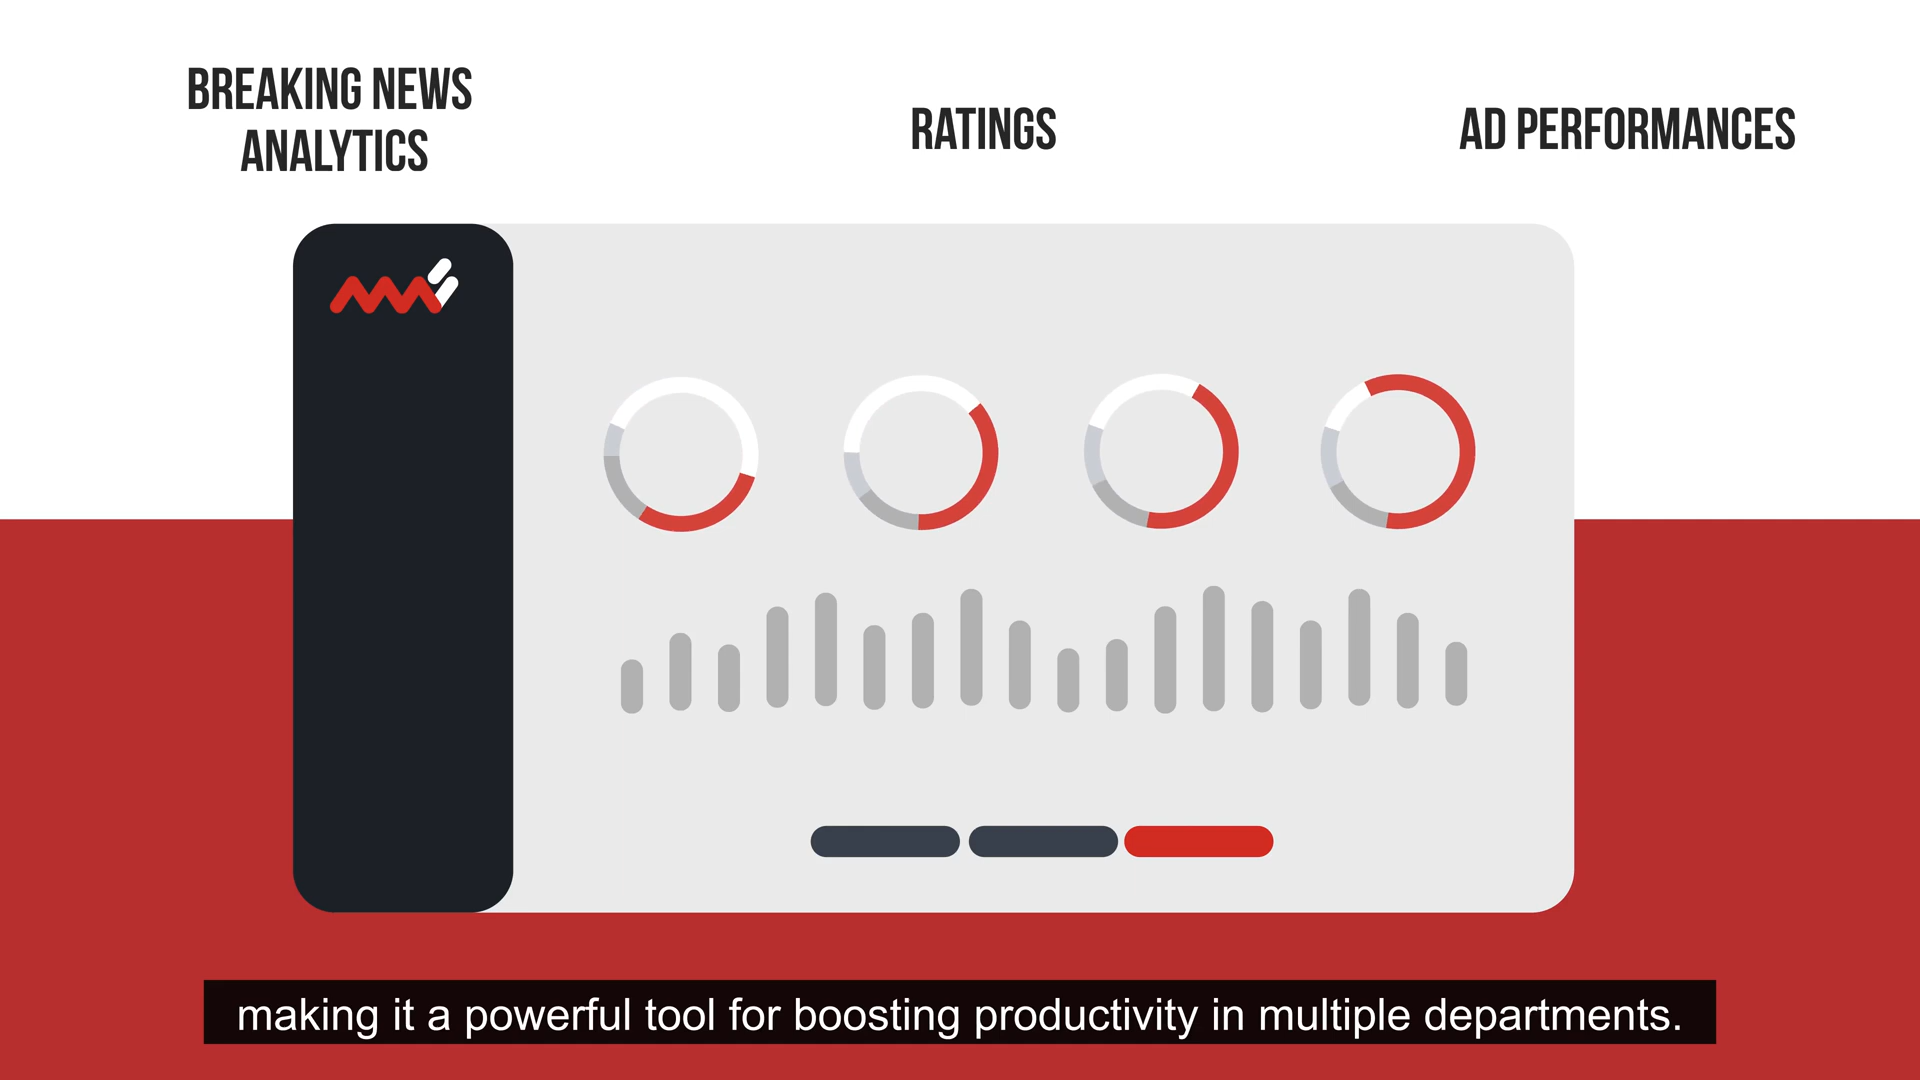 BREAKING NEWS
ANALYTICS
RATINGS
AD PERFORMANCES
making it a powerful tool for boosting productivity in multiple departments.